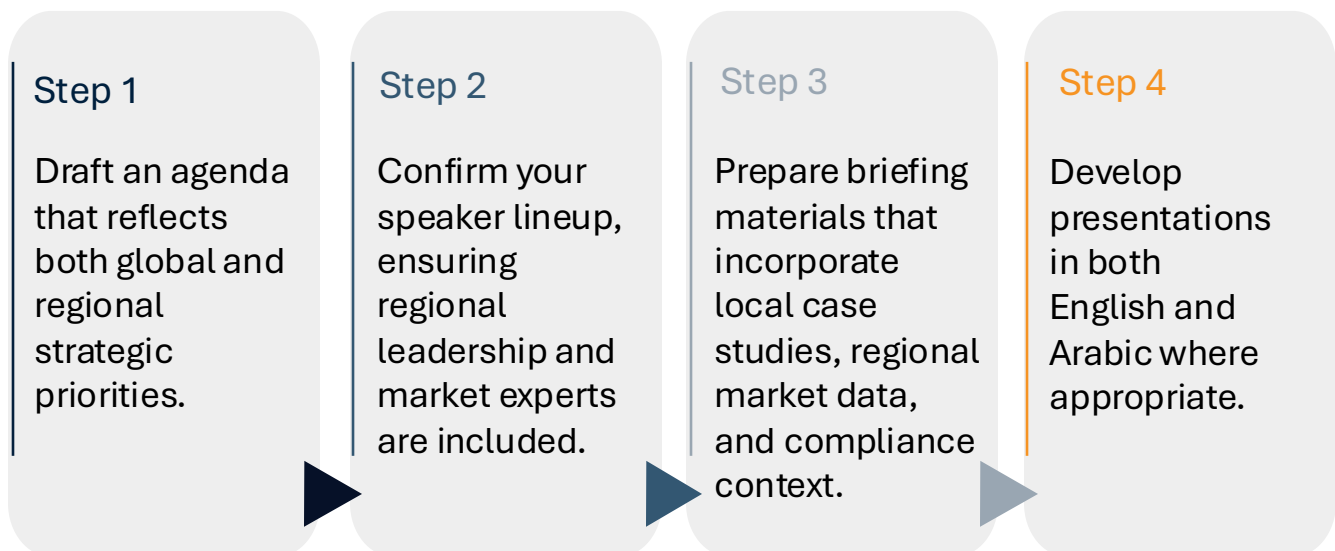 Step 1
Draft an agenda
that reflects
both global and
regional
strategic
priorities.
Step 2
Confirm your
speaker lineup,
ensuring
regional
leadership and
market experts
are included.
Step 3
Prepare briefing
materials that
incorporate
local case
studies, regional
market data,
and compliance
context.
Step 4
Develop
presentations
in both
English and
Arabic where
appropriate.